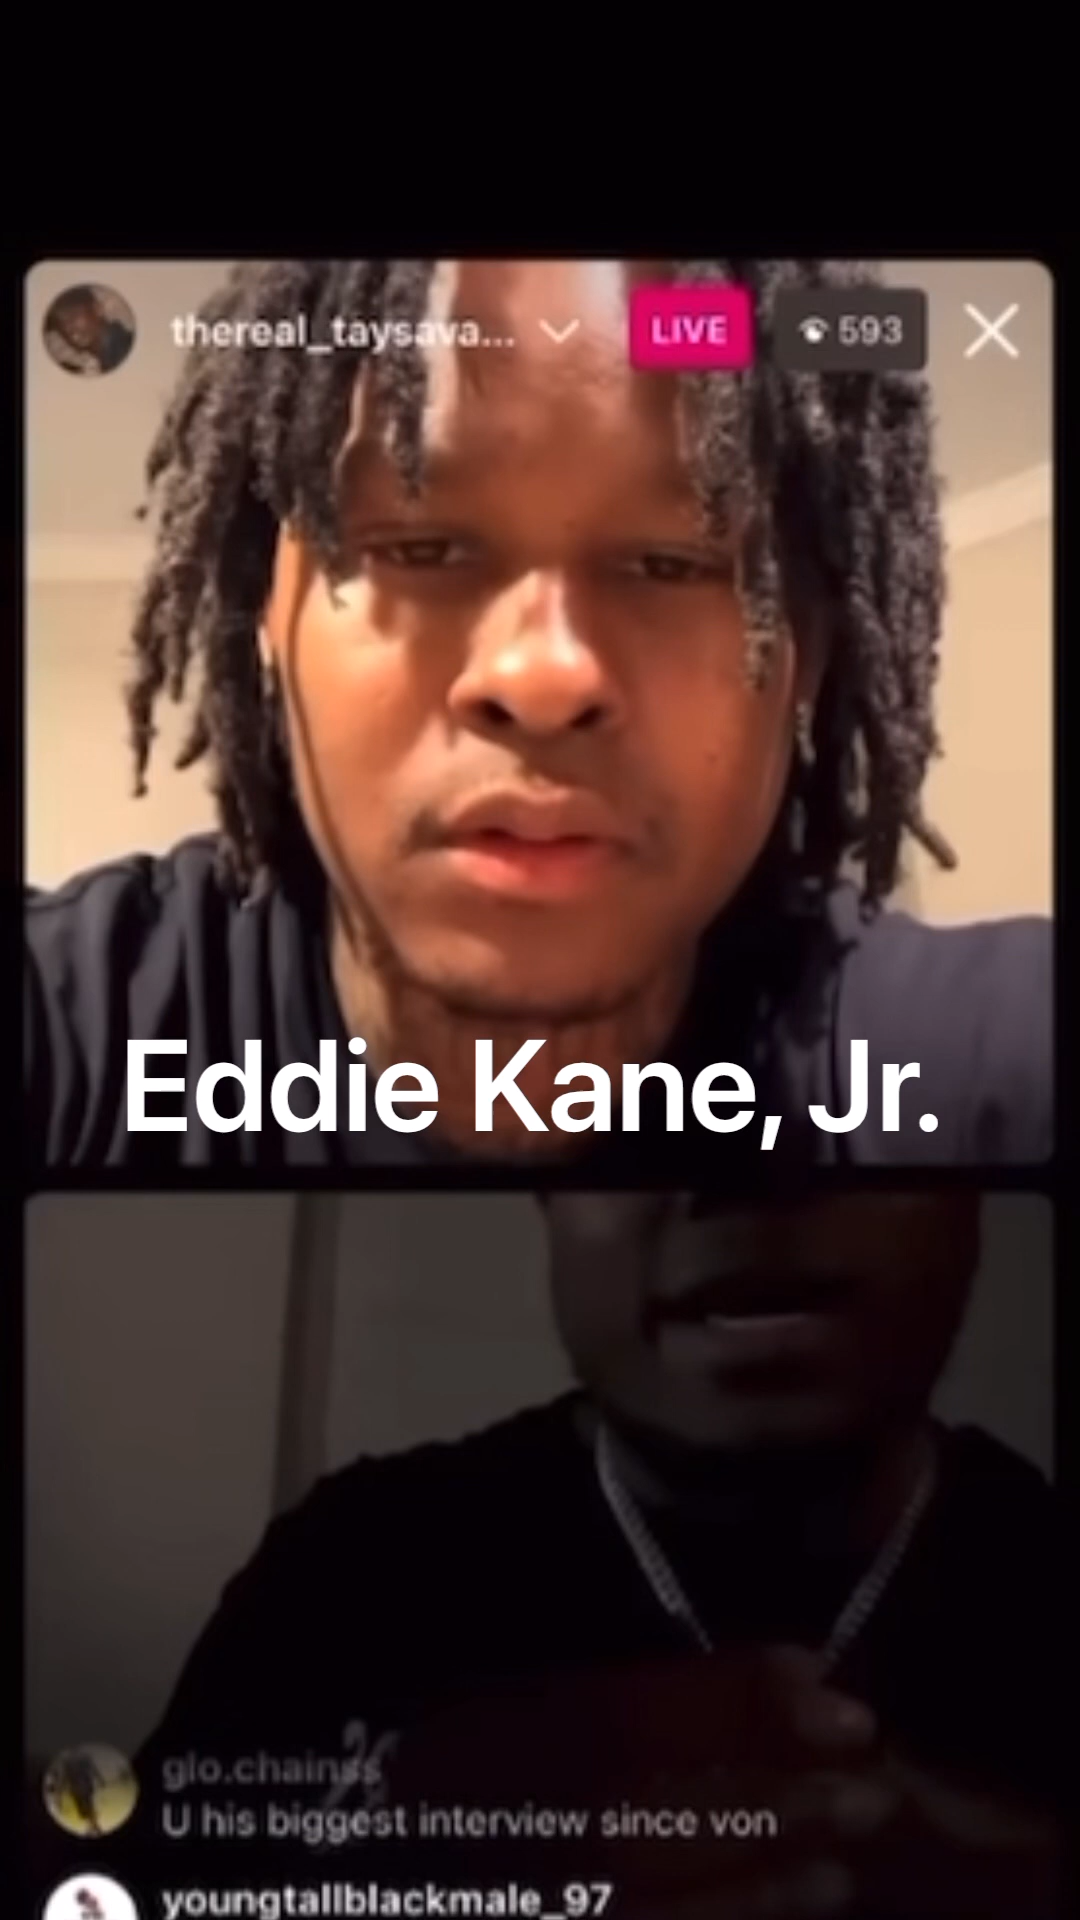 thereal_taysava...
LIVE
593
Eddie Kane, Jr.
glo.chainss
U his biggest interview since von
youngtallblackmale_97